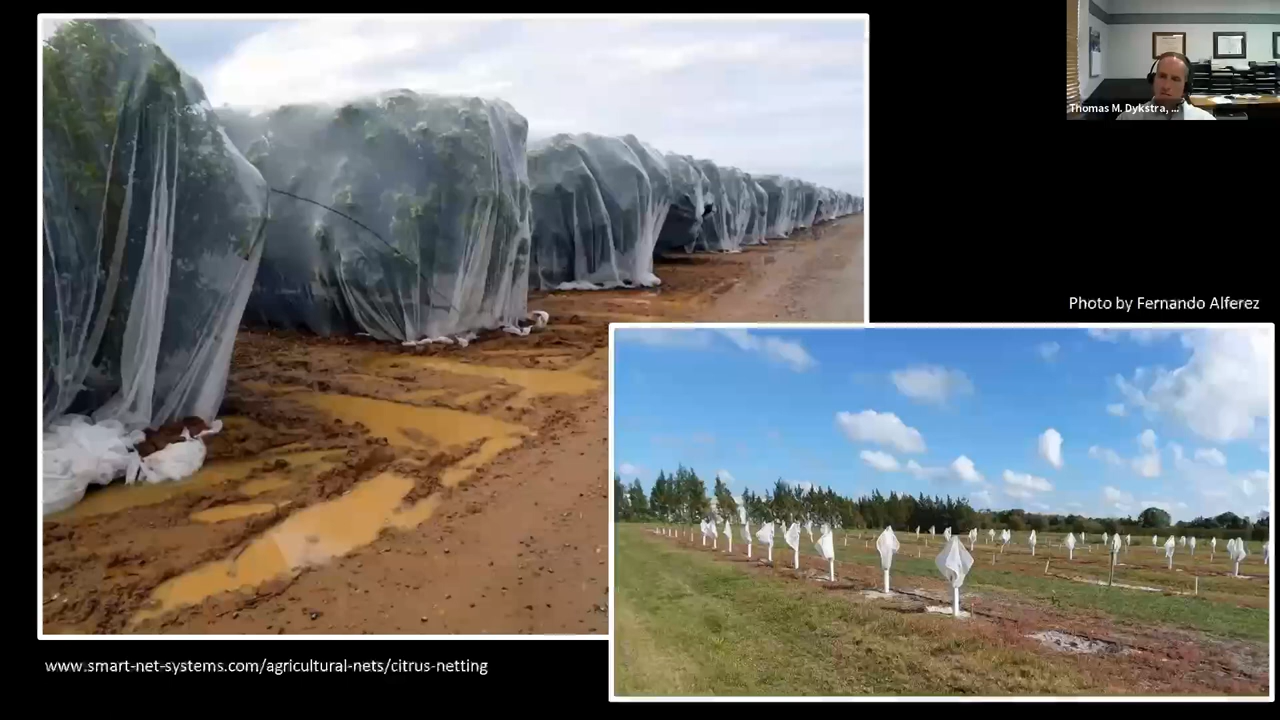 Thomas M. Dykstra, ...
Photo by Fernando Alferez
www.smart-net-systems.com/agricultural-nets/citrus-netting